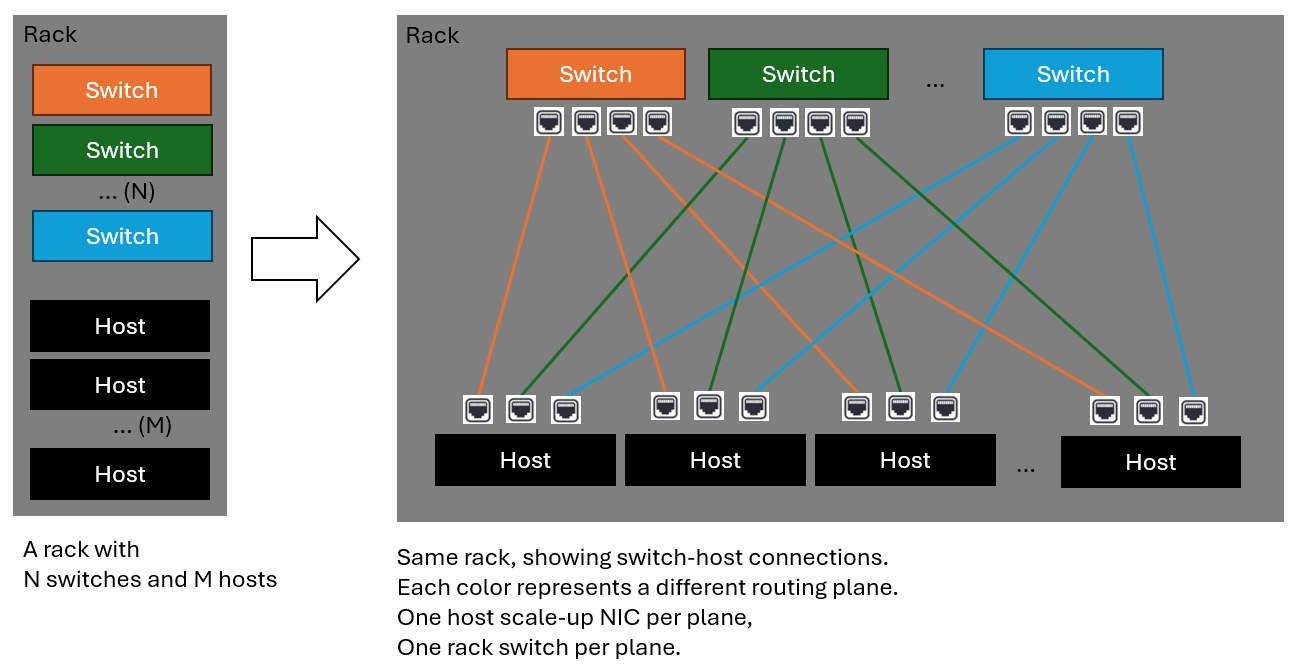 Rack
Switch
Switch
... (N)
Switch
Host
Host
... (M)
Host
A rack with
N switches and M hosts
Rack
Switch
Switch
...
Switch
Host
Host
Host
...
Host
Same rack, showing switch-host connections.
Each color represents a different routing plane.
One host scale-up NIC per plane,
One rack switch per plane.